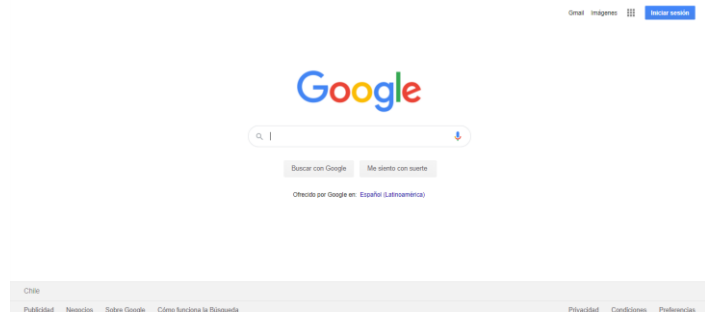 Gmail Imágenes Iniciar sesión
Google
Buscar con Google Me siento con suerte
Ofrecido por Google en: Español (Latinoamérica)
Chile
Publicidad Negocios Sobre Google Cómo funciona la Búsqueda Privacidad Condiciones Preferencias